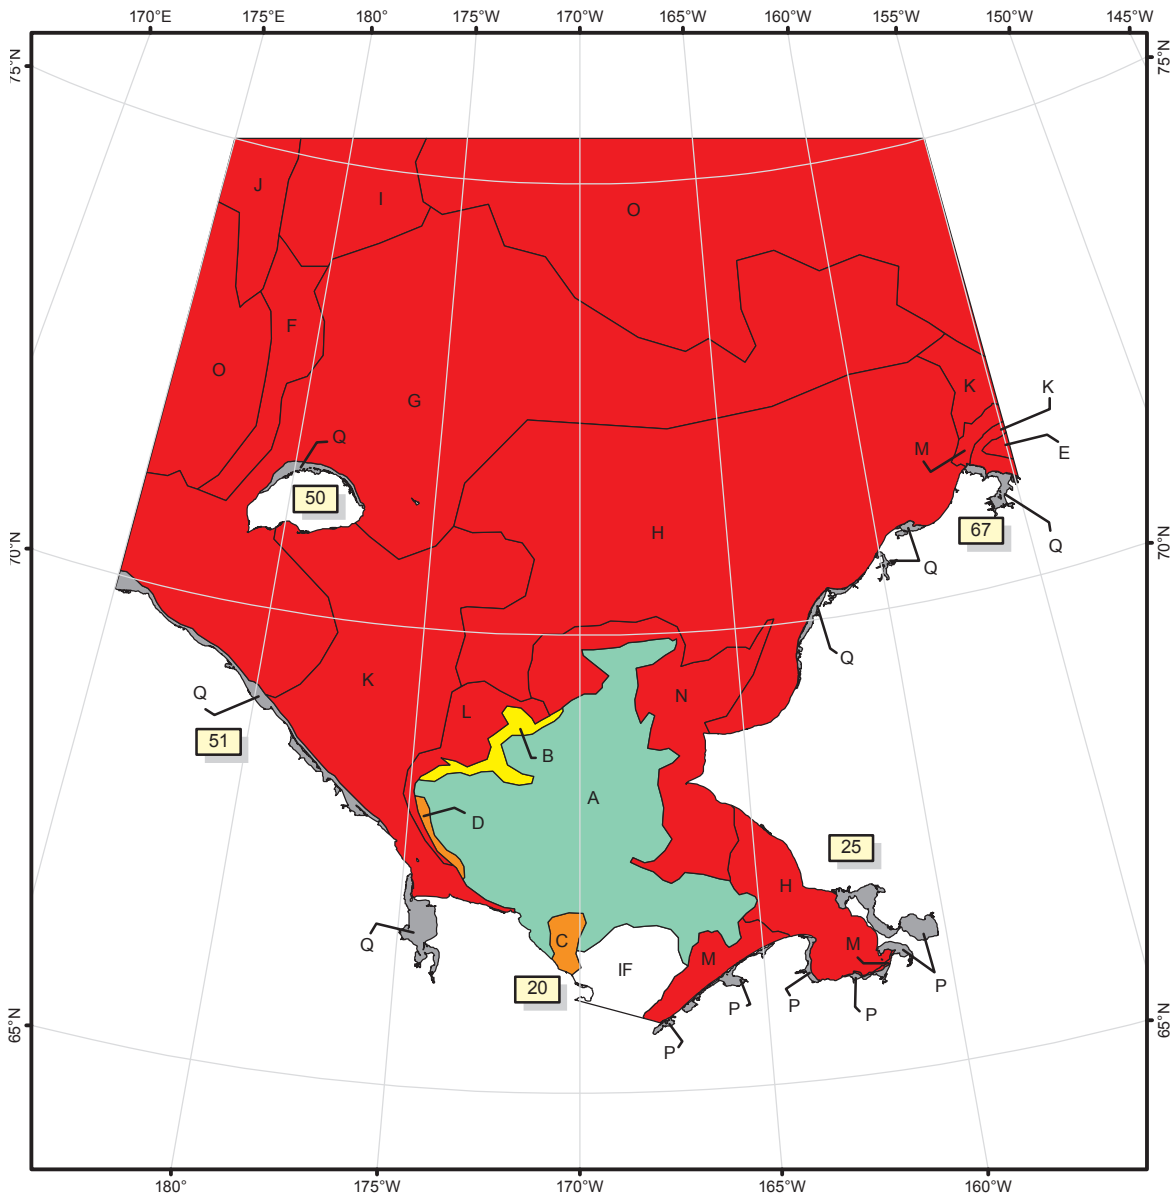 170°E 175°E 180° 175°W 170°W 165°W 160°W 155°W 150°W 145°W
75°N 75°N
J I O
F
O G K K
Q M E
50
H 67 Q
70°N 70°N
Q
Q
Q K N
L
51 B
A
D
25
H
Q C M
IF M
20 P P P P
65°N 65°N
P
180° 175°W 170°W 165°W 160°W